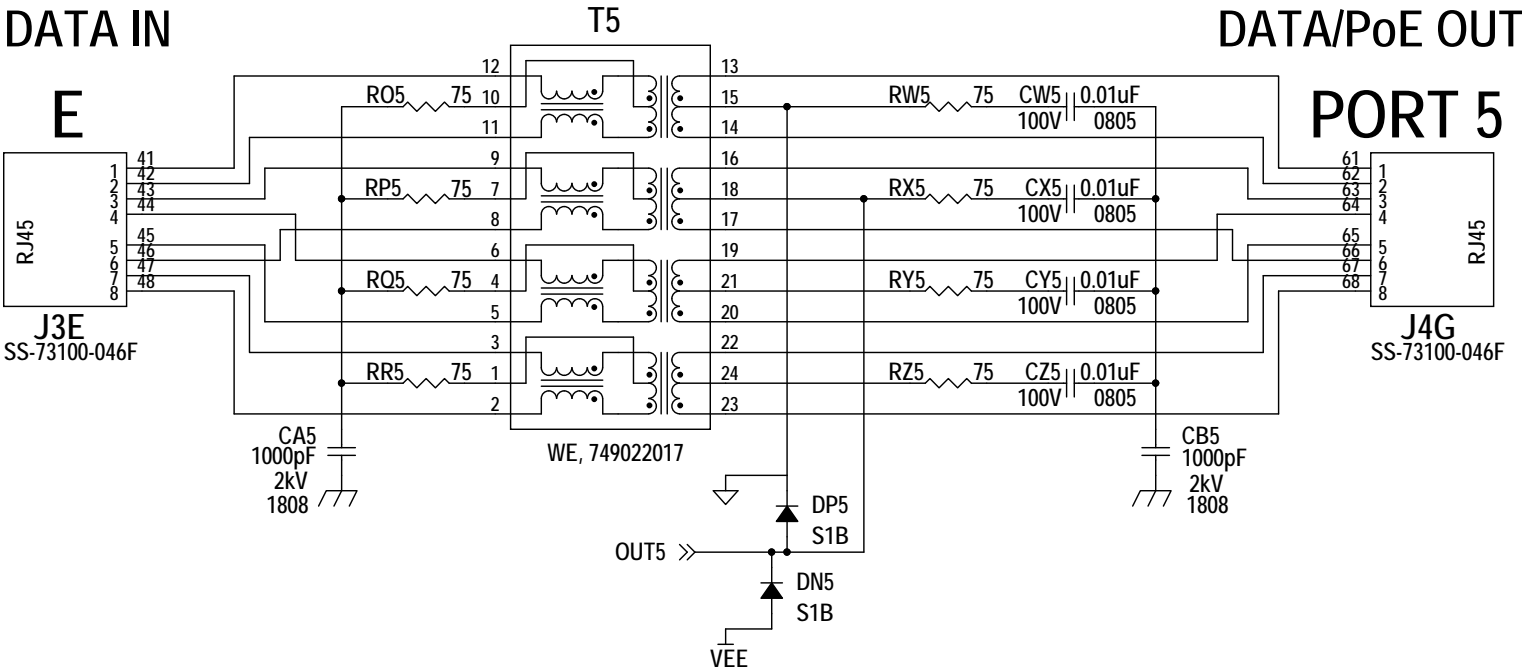 DATA IN
T5
DATA/PoE OUT
E
PORT 5
12
13
RO5 75 10
15
RW5 75 CW5 0.01uF
100V 0805
11
14
9
16
RP5 75 7
18
RX5 75 CX5 0.01uF
100V 0805
8
17
6
19
RQ5 75 4
21
RY5 75 CY5 0.01uF
100V 0805
5
20
3
22
RR5 75 1
24
RZ5 75 CZ5 0.01uF
100V 0805
2
23
RJ45
1 41
2 42
3 43
4 44
5 45
6 46
7 47
8 48
J3E
SS-73100-046F
61 1
62 2
63 3
64 4
65 5
66 6
67 7
68 8
RJ45
J4G
SS-73100-046F
CA5
1000pF
2kV
1808
WE, 749022017
CB5
1000pF
2kV
1808
DP5
S1B
OUT5
DN5
S1B
VEE